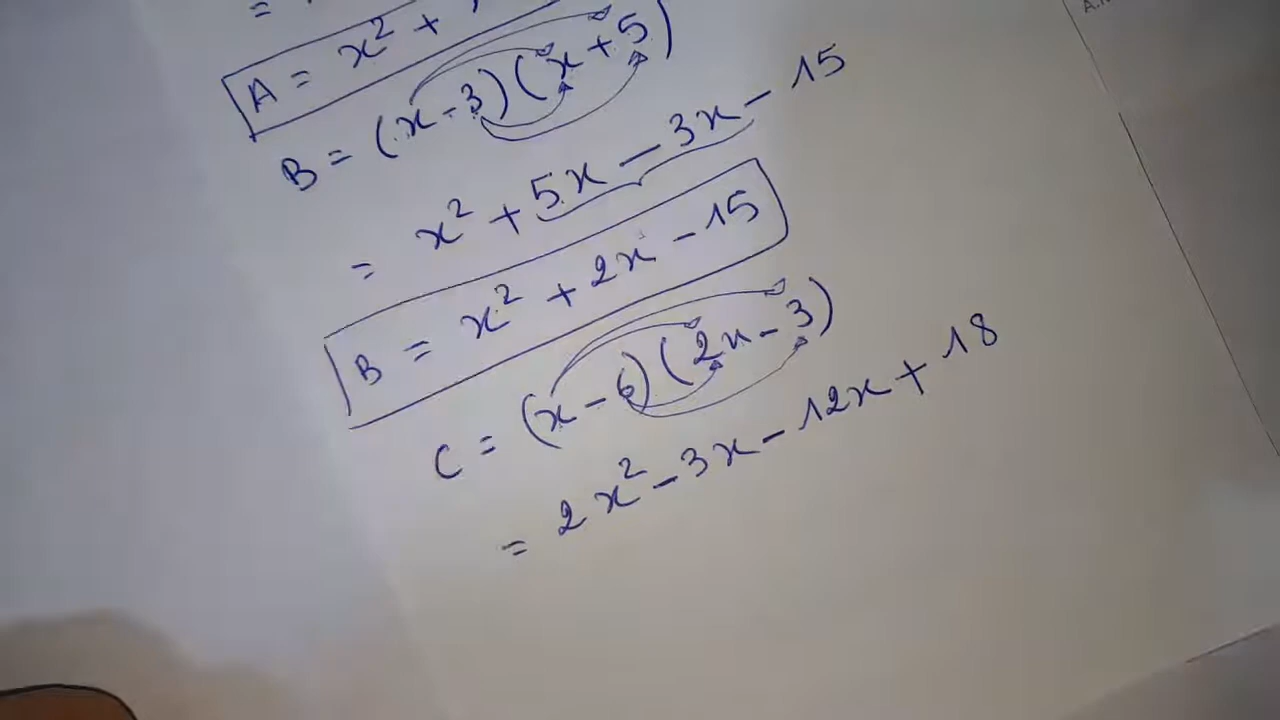 A = x² +
B = (x - 3)(x + 5)
= x² + 5x - 3x - 15
B = x² + 2x - 15
C = (x - 6)(2x - 3)
= 2x² - 3x - 12x + 18